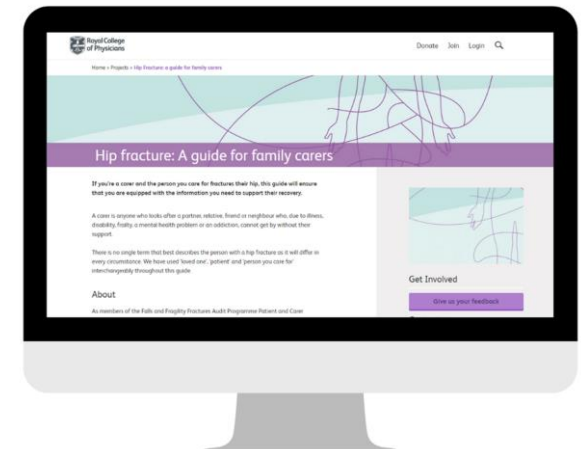 Royal College
of Physicians
Donate Join Login
Home > Projects > Hip Fracture: a guide for family carers
Hip fracture: A guide for family carers
If you're a carer and the person you care for fractures their hip, this guide will ensure
that you are equipped with the information you need to support their recovery.
A carer is anyone who looks after a partner, relative, friend or neighbour who, due to illness,
disability, frailty, a mental health problem or an addiction, cannot get by without their
support.
There is no single term that best describes the person with a hip fracture as it will differ in
every circumstance. We have used 'loved one', 'patient' and 'person you care for'
interchangeably throughout this guide
Get Involved
About
Give us your feedback
As members of the Falls and Fragility Fractures Audit Programme Patient and Carer